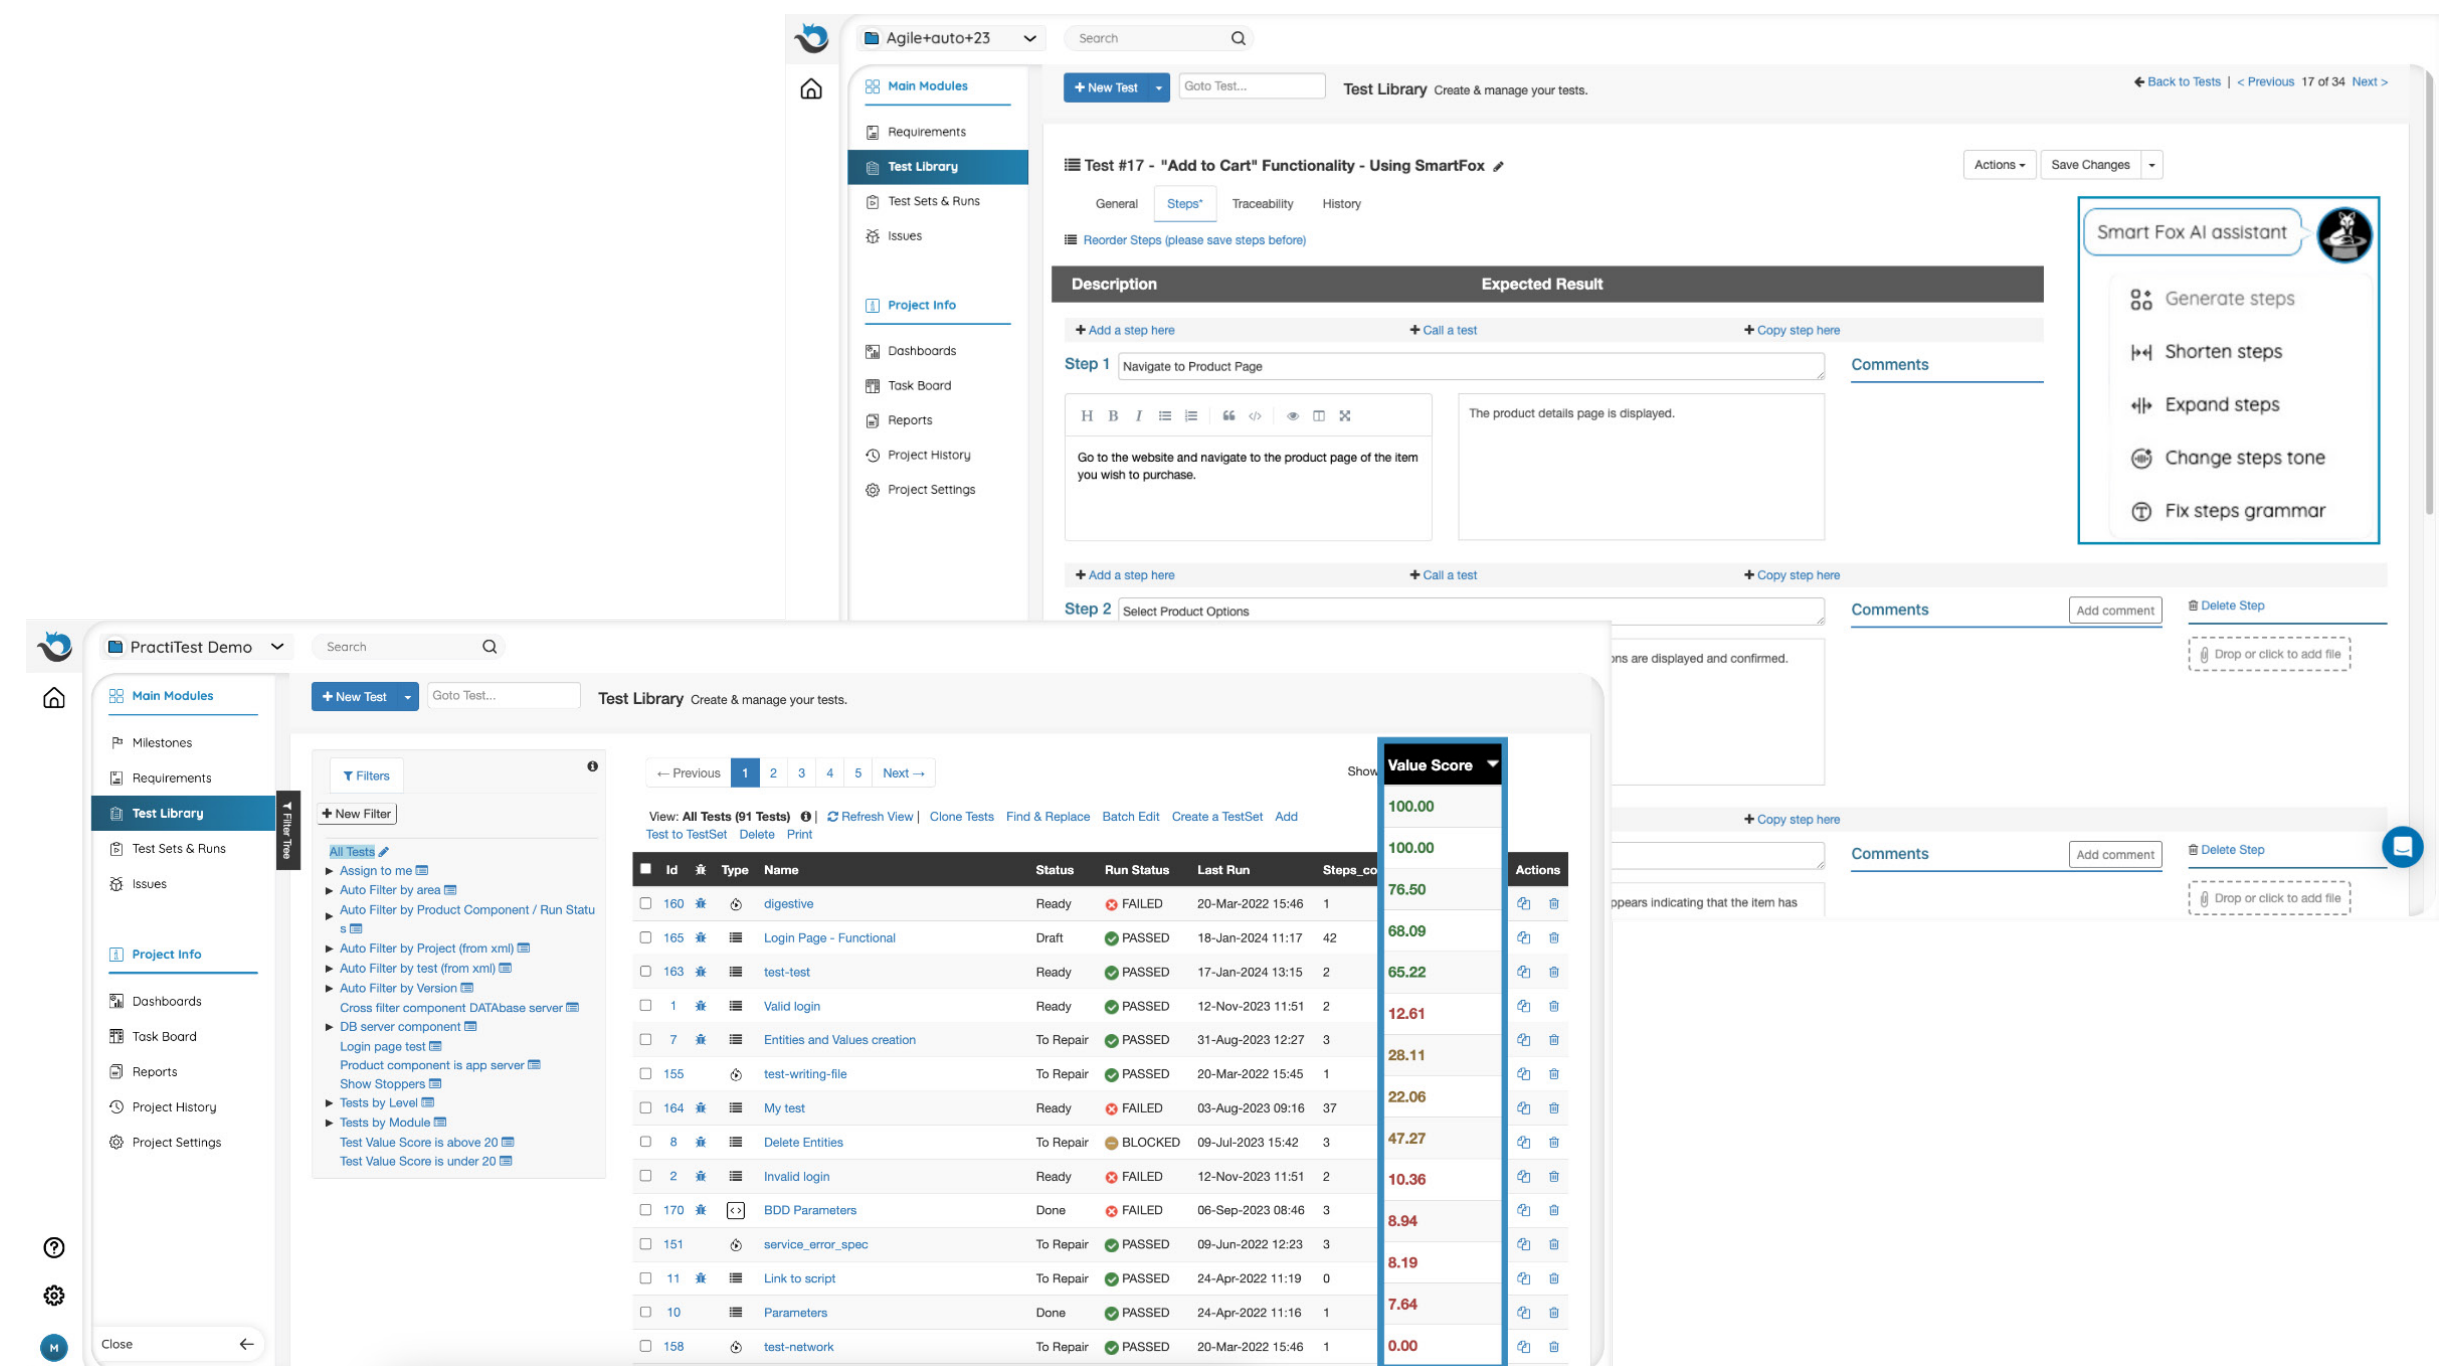 Agile+auto+23
Search
Main Modules
Requirements
Test Library
Test Sets & Runs
Issues
Project Info
Dashboards
Task Board
Reports
Project History
Project Settings
+ New Test
Goto Test...
Test Library Create & manage your tests.
Back to Tests | < Previous 17 of 34 Next >
Test #17 - "Add to Cart" Functionality - Using SmartFox
Actions
Save Changes
General
Steps*
Traceability
History
Reorder Steps (please save steps before)
Description
Expected Result
+ Add a step here
+ Call a test
+ Copy step here
Step 1
Navigate to Product Page
Comments
H B I
Go to the website and navigate to the product page of the item
you wish to purchase.
The product details page is displayed.
Smart Fox AI assistant
Generate steps
Shorten steps
Expand steps
Change steps tone
Fix steps grammar
+ Add a step here
+ Call a test
+ Copy step here
Step 2
Select Product Options
Comments
Add comment
Delete Step
Drop or click to add file
are displayed and confirmed.
+ Copy step here
Comments
Add comment
Delete Step
Drop or click to add file
indicating that the item has
PractiTest Demo
Search
Main Modules
Milestones
Requirements
Test Library
Test Sets & Runs
Issues
Project Info
Dashboards
Task Board
Reports
Project History
Project Settings
M
Close
+ New Test
Goto Test...
Test Library Create & manage your tests.
Filter Tree
Filters
+ New Filter
All Tests
Assign to me
Auto Filter by area
Auto Filter by Product Component / Run Statu
s
Auto Filter by Project (from xml)
Auto Filter by test (from xml)
Auto Filter by Version
Cross filter component DATAbase server
DB server component
Login page test
Product component is app server
Show Stoppers
Tests by Level
Tests by Module
Test Value Score is above 20
Test Value Score is under 20
← Previous 1 2 3 4 5 Next →
Show
View: All Tests (91 Tests) | Refresh View | Clone Tests Find & Replace Batch Edit Create a TestSet Add
Test to TestSet Delete Print
Id Type Name Status Run Status Last Run Steps_co Value Score Actions
160 digestive Ready FAILED 20-Mar-2022 15:46 1
165 Login Page - Functional Draft PASSED 18-Jan-2024 11:17 42
163 test-test Ready PASSED 17-Jan-2024 13:15 2
1 Valid login Ready PASSED 12-Nov-2023 11:51 2
7 Entities and Values creation To Repair PASSED 31-Aug-2023 12:27 3
155 test-writing-file To Repair PASSED 20-Mar-2022 15:45 1
164 My test Ready FAILED 03-Aug-2023 09:16 37
8 Delete Entities To Repair BLOCKED 09-Jul-2023 15:42 3
2 Invalid login Ready FAILED 12-Nov-2023 11:51 2
170 BDD Parameters Done FAILED 06-Sep-2023 08:46 3
151 service_error_spec To Repair PASSED 09-Jun-2022 12:23 3
11 Link to script To Repair PASSED 24-Apr-2022 11:19 0
10 Parameters Done PASSED 24-Apr-2022 11:16 1
158 test-network To Repair PASSED 20-Mar-2022 15:46 1
100.00
100.00
76.50
68.09
65.22
12.61
28.11
22.06
47.27
10.36
8.94
8.19
7.64
0.00